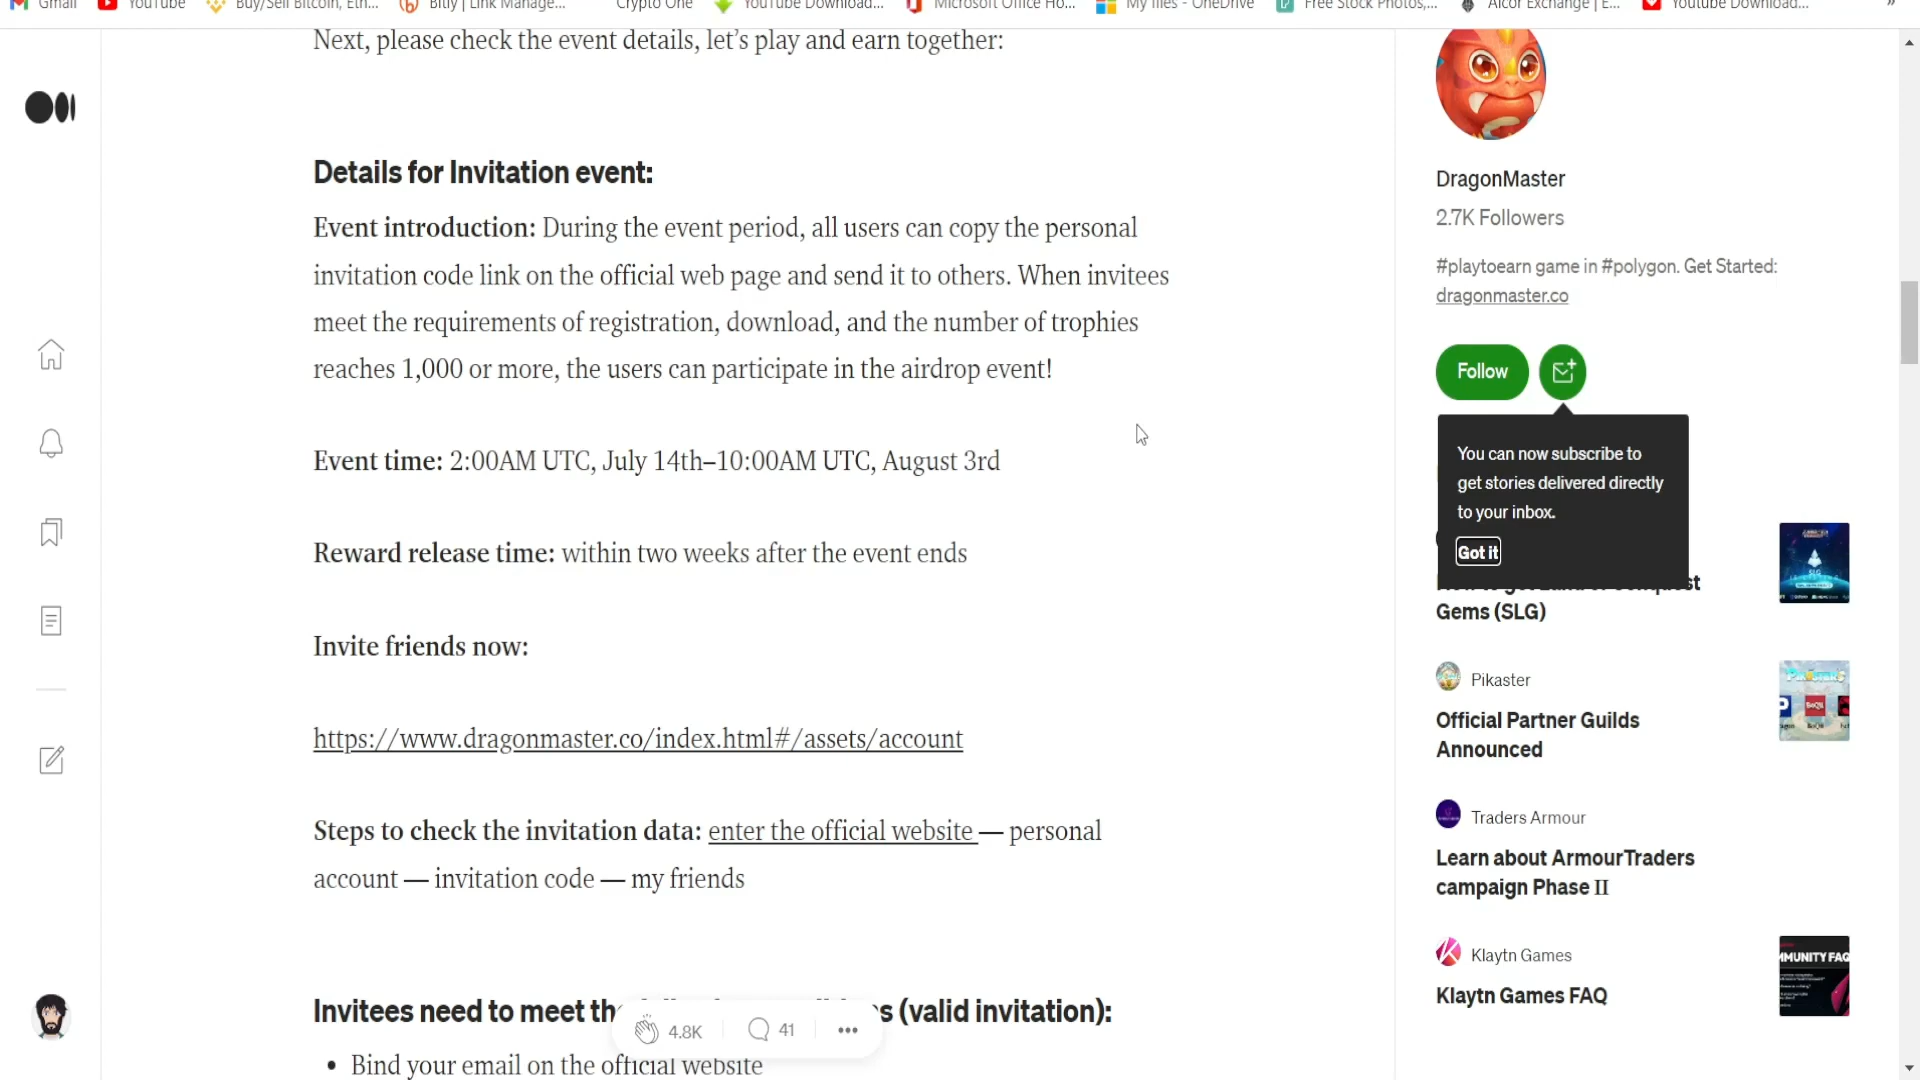 Gmail YouTube Buy/Sell Bitcoin, Eth... Bitly | Link Manage... Crypto One YouTube Download... Microsoft Office Ho... My files - OneDrive Free Stock Photos,... Alcor Exchange | E... Youtube Download... »
Next, please check the event details, let’s play and earn together:
Details for Invitation event:
Event introduction: During the event period, all users can copy the personal
invitation code link on the official web page and send it to others. When invitees
meet the requirements of registration, download, and the number of trophies
reaches 1,000 or more, the users can participate in the airdrop event!
Event time: 2:00AM UTC, July 14th–10:00AM UTC, August 3rd
Reward release time: within two weeks after the event ends
Invite friends now:
https://www.dragonmaster.co/index.html#/assets/account
Steps to check the invitation data: enter the official website — personal
account — invitation code — my friends
Invitees need to meet the (valid invitation):
• Bind your email on the official website
4.8K 41
DragonMaster
2.7K Followers
#playtoearn game in #polygon. Get Started:
dragonmaster.co
Follow
You can now subscribe to
get stories delivered directly
to your inbox.
Got it
Gems (SLG)
Pikaster
Official Partner Guilds
Announced
Traders Armour
Learn about ArmourTraders
campaign Phase II
Klaytn Games
Klaytn Games FAQ